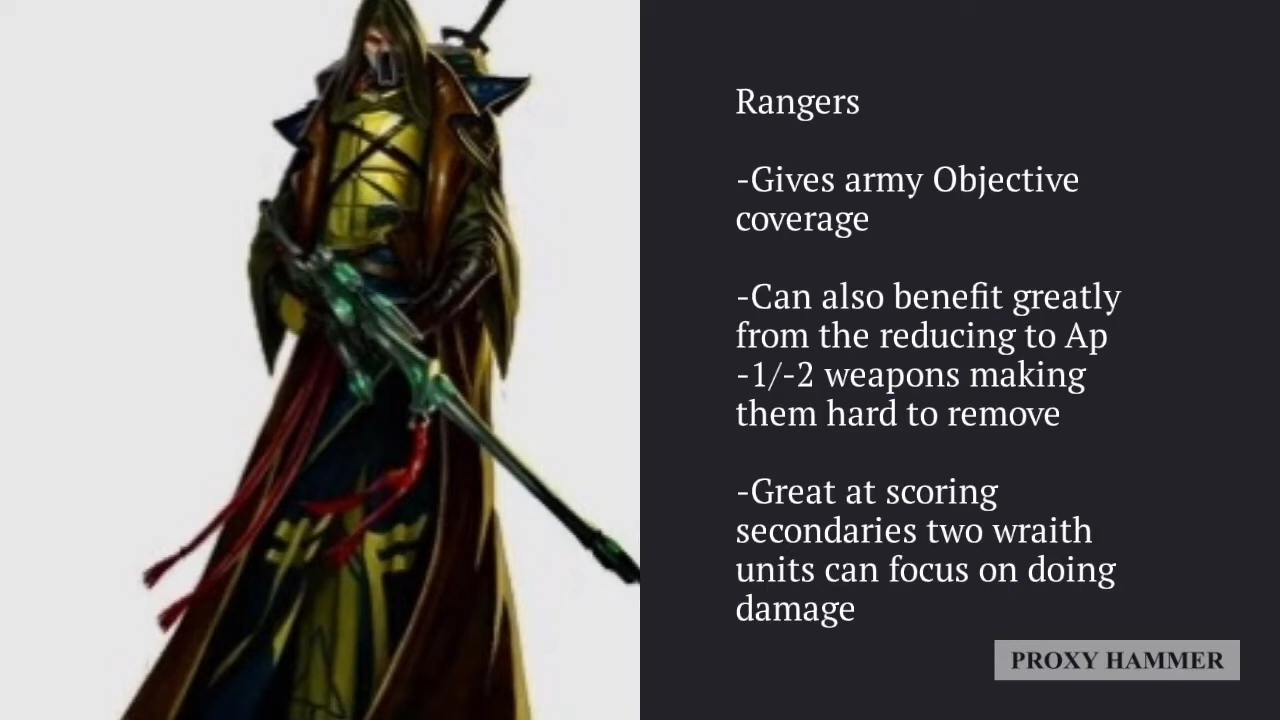 Rangers
-Gives army Objective
coverage
-Can also benefit greatly
from the reducing to Ap
-1/-2 weapons making
them hard to remove
-Great at scoring
secondaries two wraith
units can focus on doing
damage
PROXY HAMMER